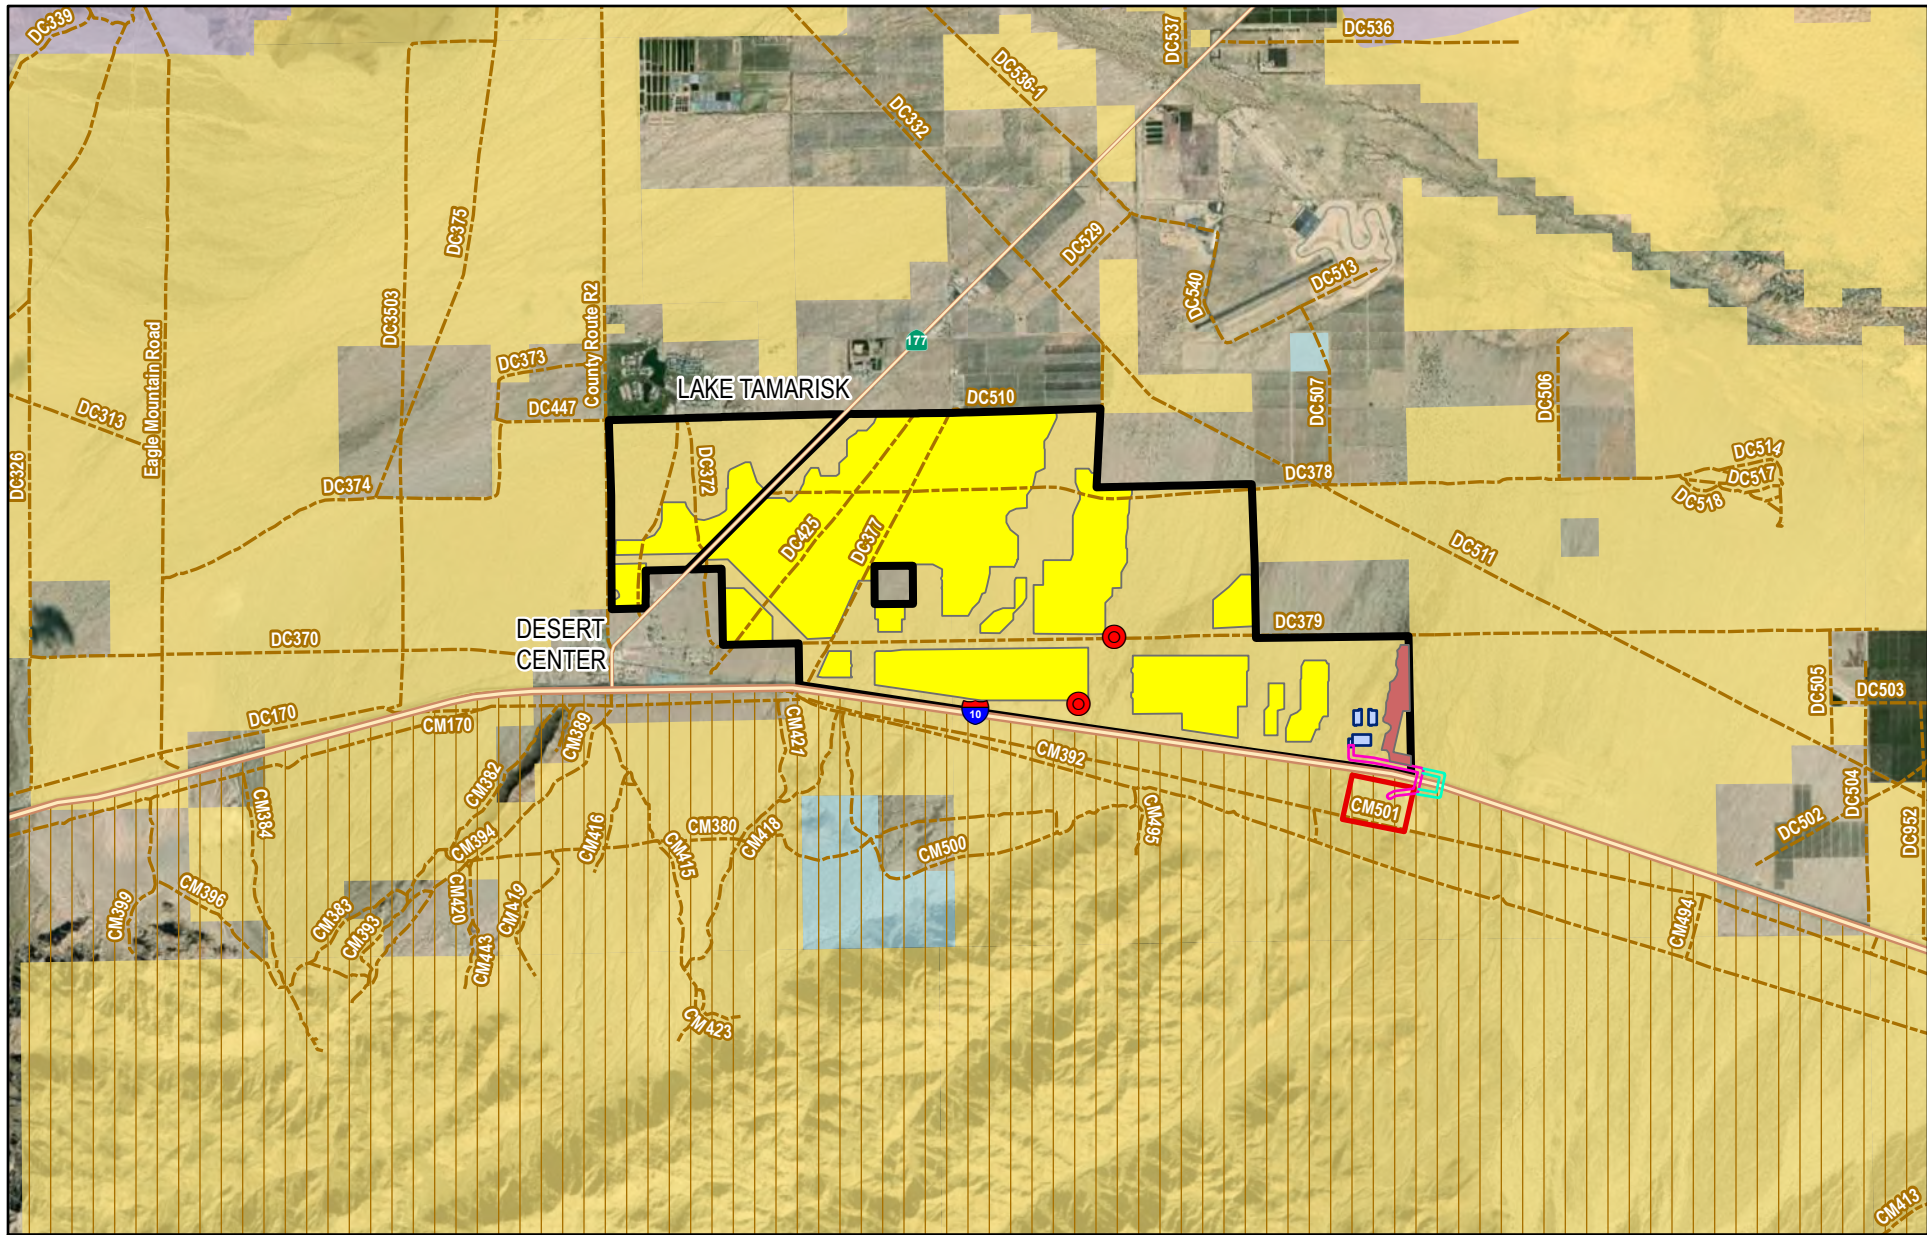 DC339
DC537
DC536
DC536-1
DC332
DC375
DC529
DC540
DC513
DC3503
County Route R2
Eagle Mountain Road
177
DC373
LAKE TAMARISK
DC510
DC447
DC507
DC506
DC313
DC326
DC374
DC372
DC378
DC514
DC517
DC518
DC425
DC377
DC511
DC379
DESERT
CENTER
DC370
DC505
DC503
DC170
CM170
CM389
CM421
10
CM392
CM382
CM384
CM501
CM495
DC504
DC502
DC952
CM394
CM416
CM380
CM418
CM415
CM500
CM396
CM399
CM383
CM393
CM420
CM419
CM443
CM494
CM423
CM413